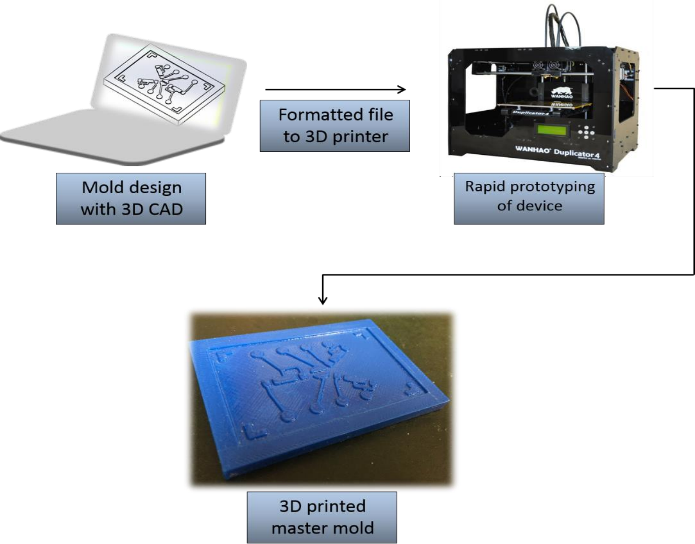 Formatted file
to 3D printer
Mold design
with 3D CAD
WANHAO
WANHAO® Duplicator 4
Rapid prototyping
of device
3D printed
master mold